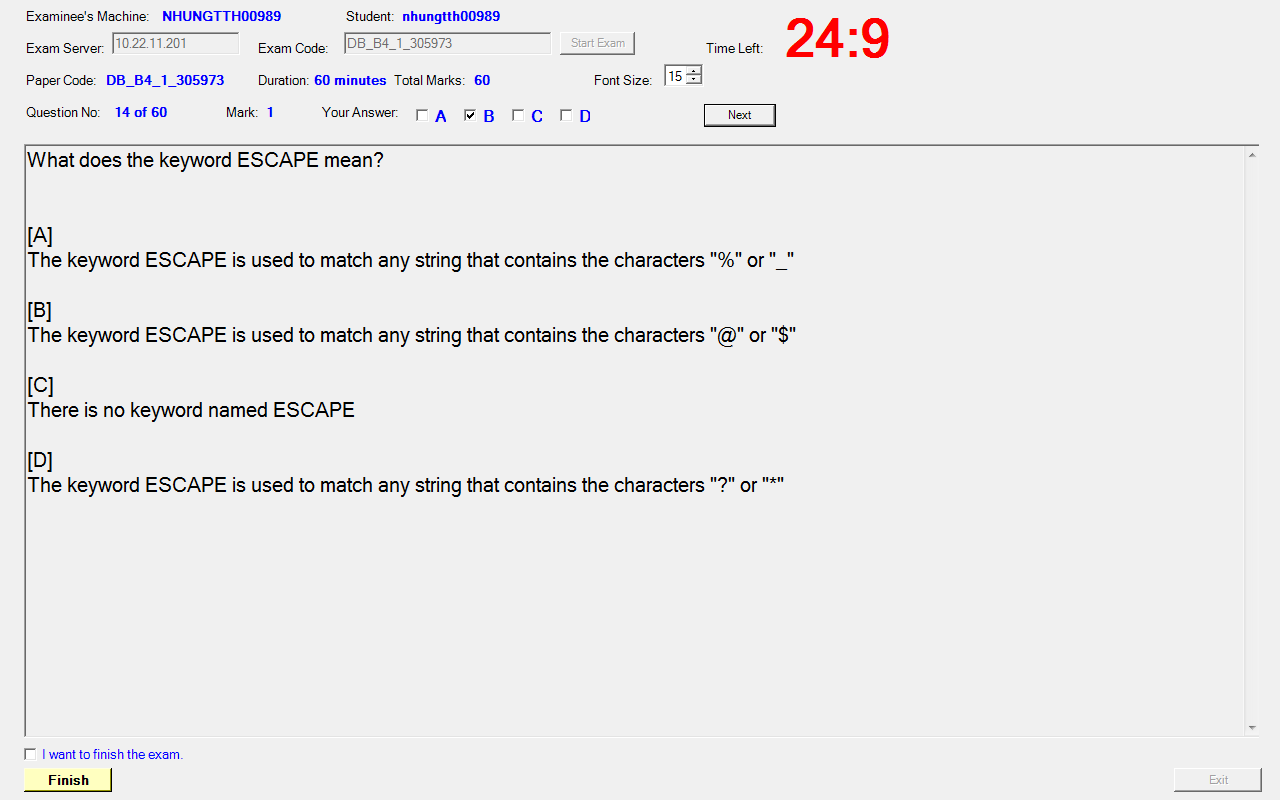 Examinee's Machine: NHUNGTTH00989 Student: nhungtth00989
Exam Server: 10.22.11.201 Exam Code: DB_B4_1_305973 Start Exam Time Left: 24:9
Paper Code: DB_B4_1_305973 Duration: 60 minutes Total Marks: 60 Font Size: 15
Question No: 14 of 60 Mark: 1 Your Answer: A B C D Next
What does the keyword ESCAPE mean?
[A]
The keyword ESCAPE is used to match any string that contains the characters "%" or "_"
[B]
The keyword ESCAPE is used to match any string that contains the characters "@" or "$"
[C]
There is no keyword named ESCAPE
[D]
The keyword ESCAPE is used to match any string that contains the characters "?" or "*"
I want to finish the exam.
Finish Exit